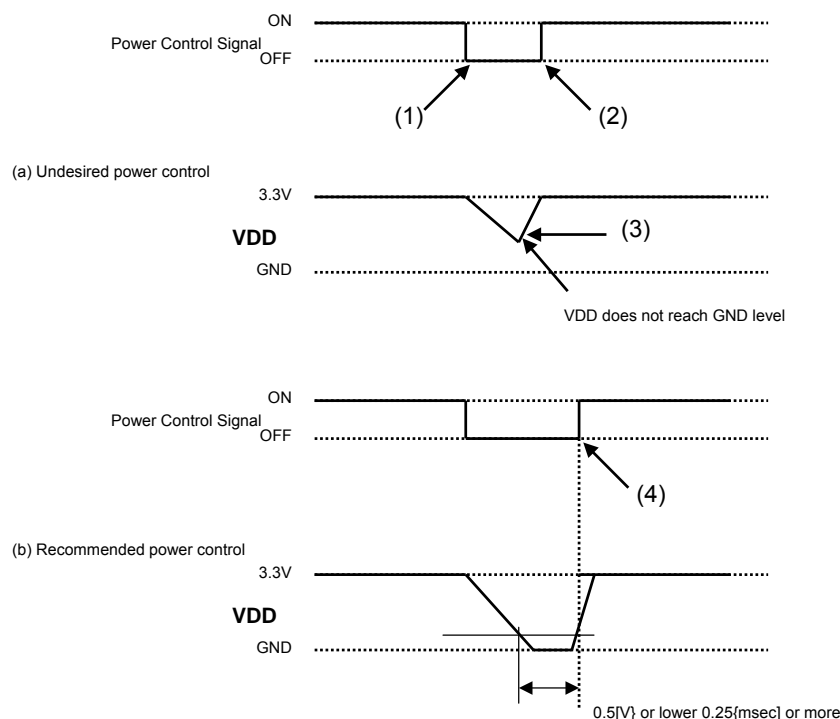 ON
Power Control Signal
OFF
(1)
(2)
(a) Undesired power control
3.3V
VDD
(3)
GND
VDD does not reach GND level
ON
Power Control Signal
OFF
(4)
(b) Recommended power control
3.3V
VDD
GND
0.5[V} or lower 0.25{msec] or more